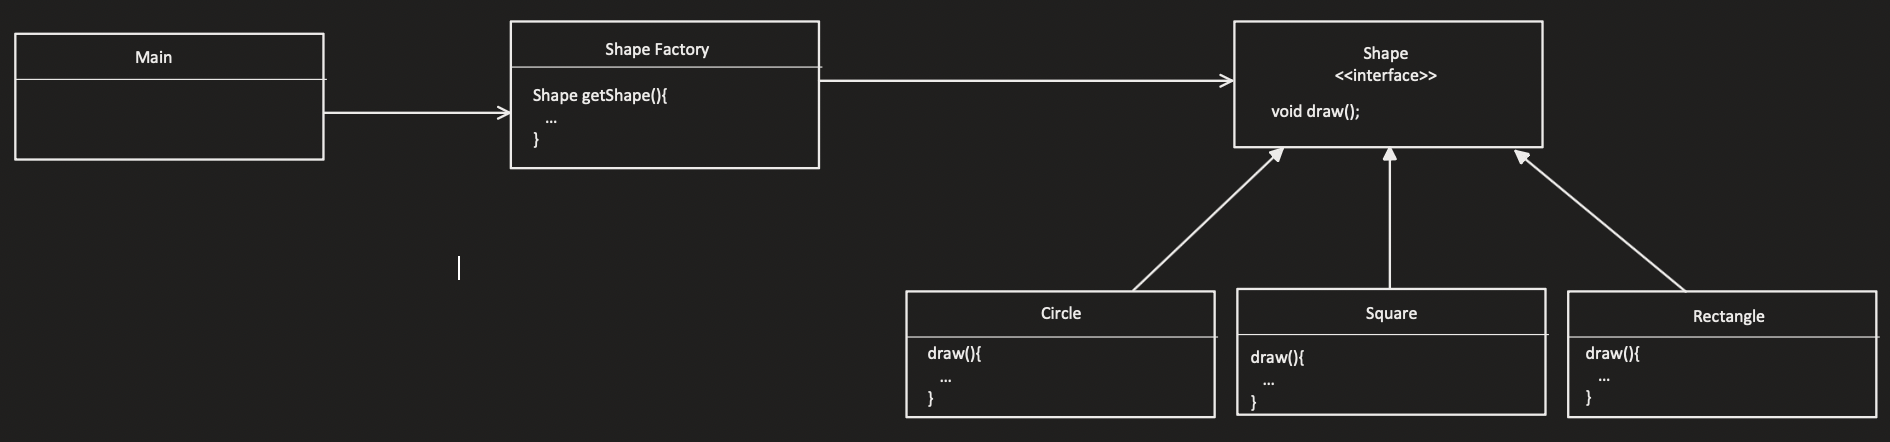 Main
Shape Factory
Shape getShape(){
...
}
Shape
<<interface>>
void draw();
Circle
draw(){
...
}
Square
draw(){
...
}
Rectangle
draw(){
...
}